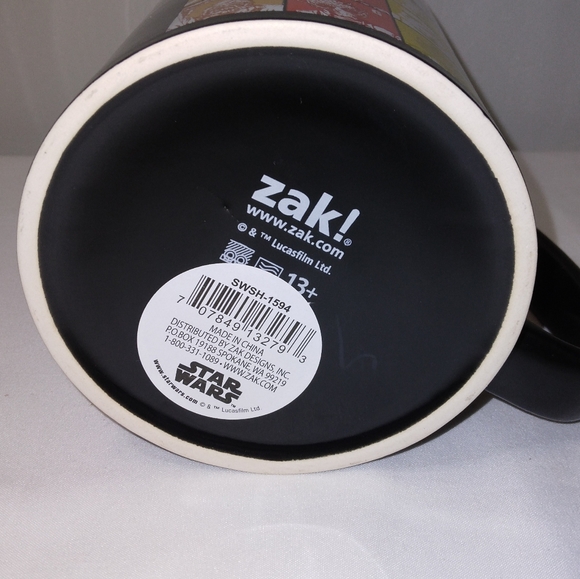 zak!®
www.zak.com
© & ™ Lucasfilm Ltd.
13+
SWSH-1594
7 07849 13279 3
MADE IN CHINA
DISTRIBUTED BY ZAK DESIGNS, INC.
P.O.BOX 19188 SPOKANE, WA 99219
1-800-331-1089 • WWW.ZAK.COM
STAR
WARS™
www.starwars.com © & ™ Lucasfilm Ltd.